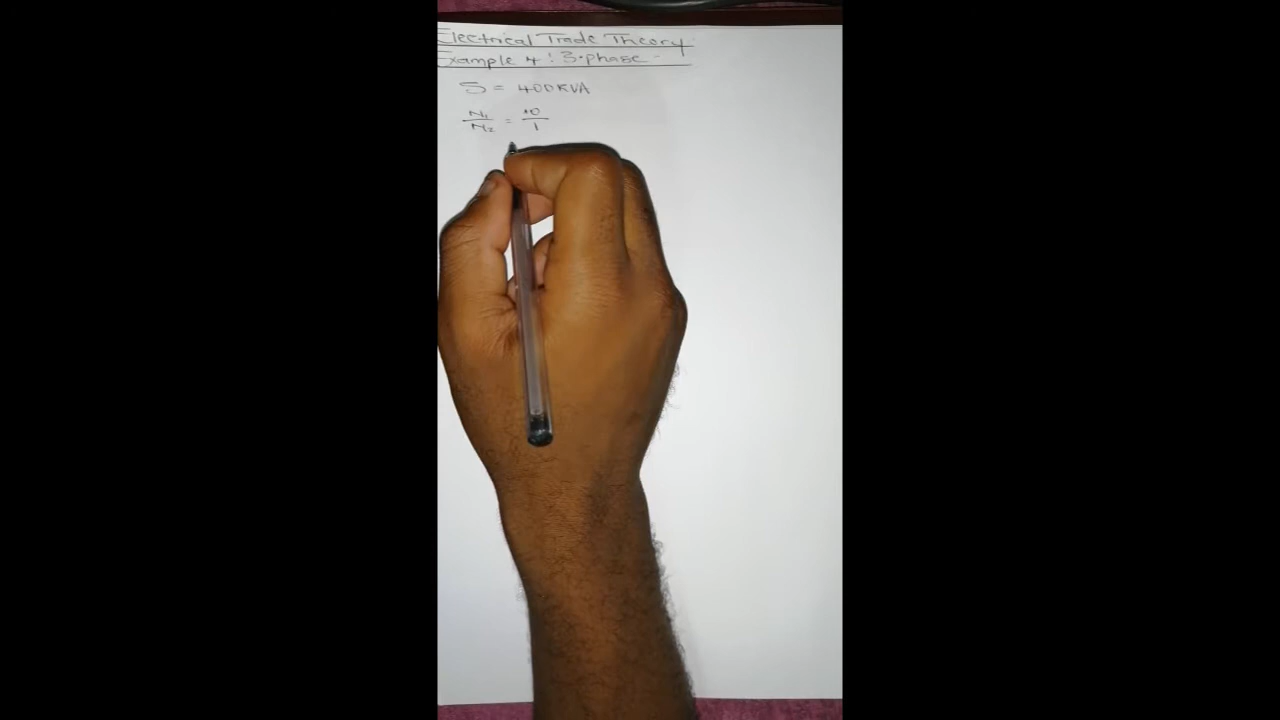 Electrical Trade Theory
Example 4: 3-phase -
S = 400KVA
N₁/N₂ = 10/1